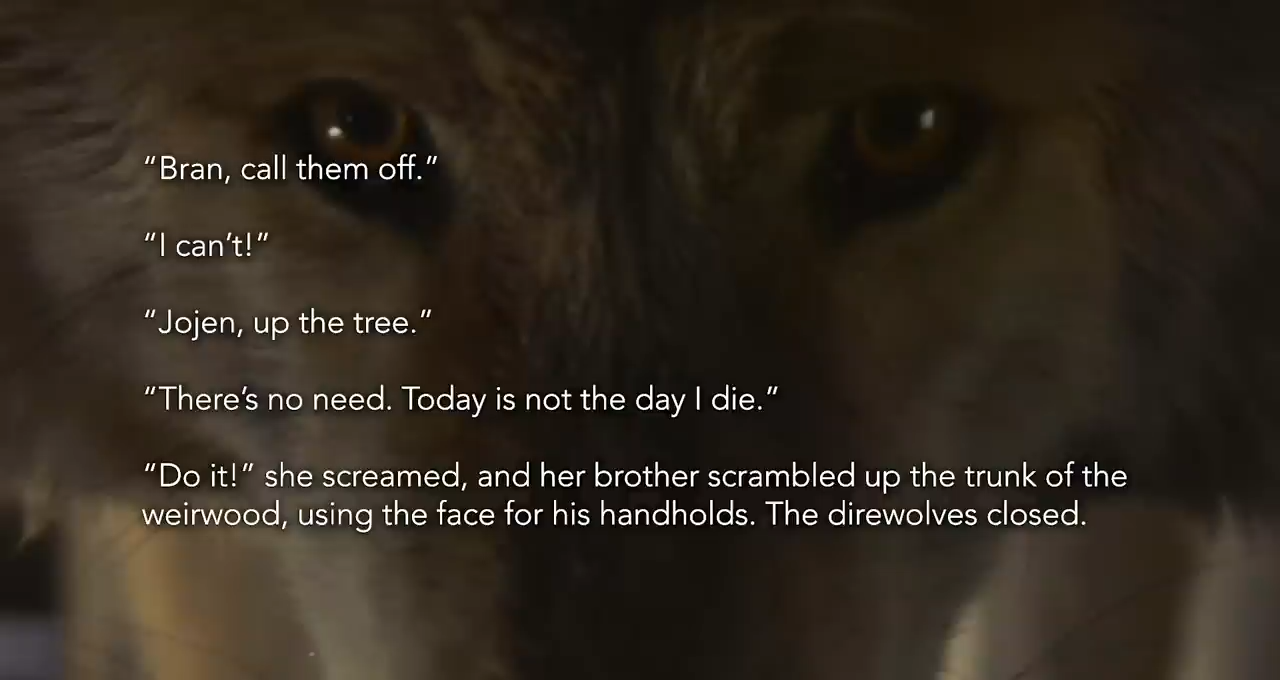 “Bran, call them off.”
“I can’t!”
“Jojen, up the tree.”
“There’s no need. Today is not the day I die.”
“Do it!” she screamed, and her brother scrambled up the trunk of the
weirwood, using the face for his handholds. The direwolves closed.